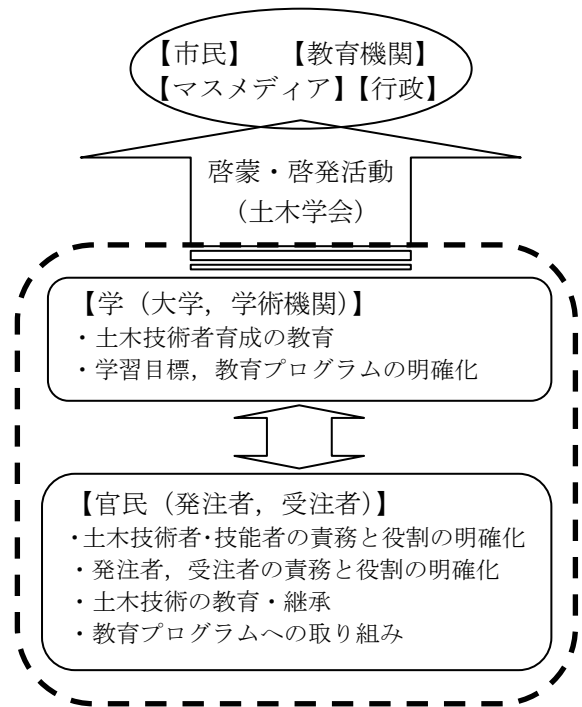 【市民】 【教育機関】
【マスメディア】【行政】
啓蒙・啓発活動
（土木学会）
【学（大学，学術機関）】
・土木技術者育成の教育
・学習目標，教育プログラムの明確化
【官民（発注者，受注者）】
・土木技術者・技能者の責務と役割の明確化
・発注者，受注者の責務と役割の明確化
・土木技術の教育・継承
・教育プログラムへの取り組み